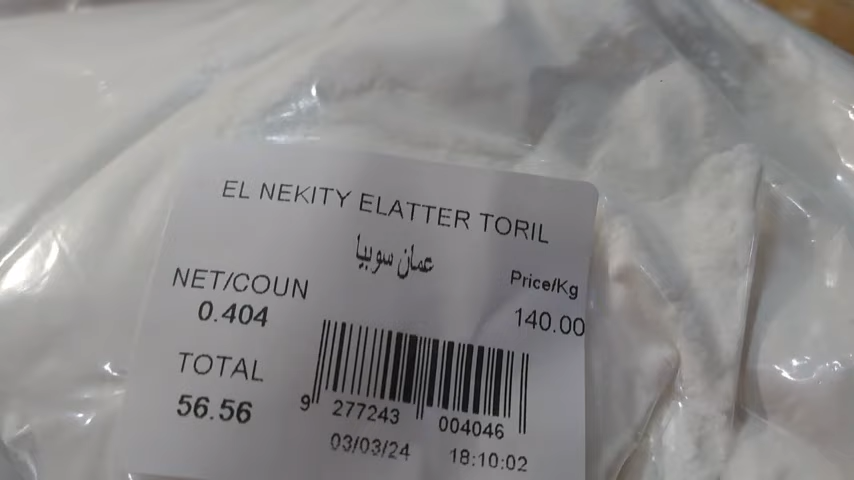 EL NEKITY ELATTER TORIL
عمان سوبيا
NET/COUN
0.404
Price/Kg
140.00
TOTAL
56.56
9 277243 004046
03/03/24 18:10:02